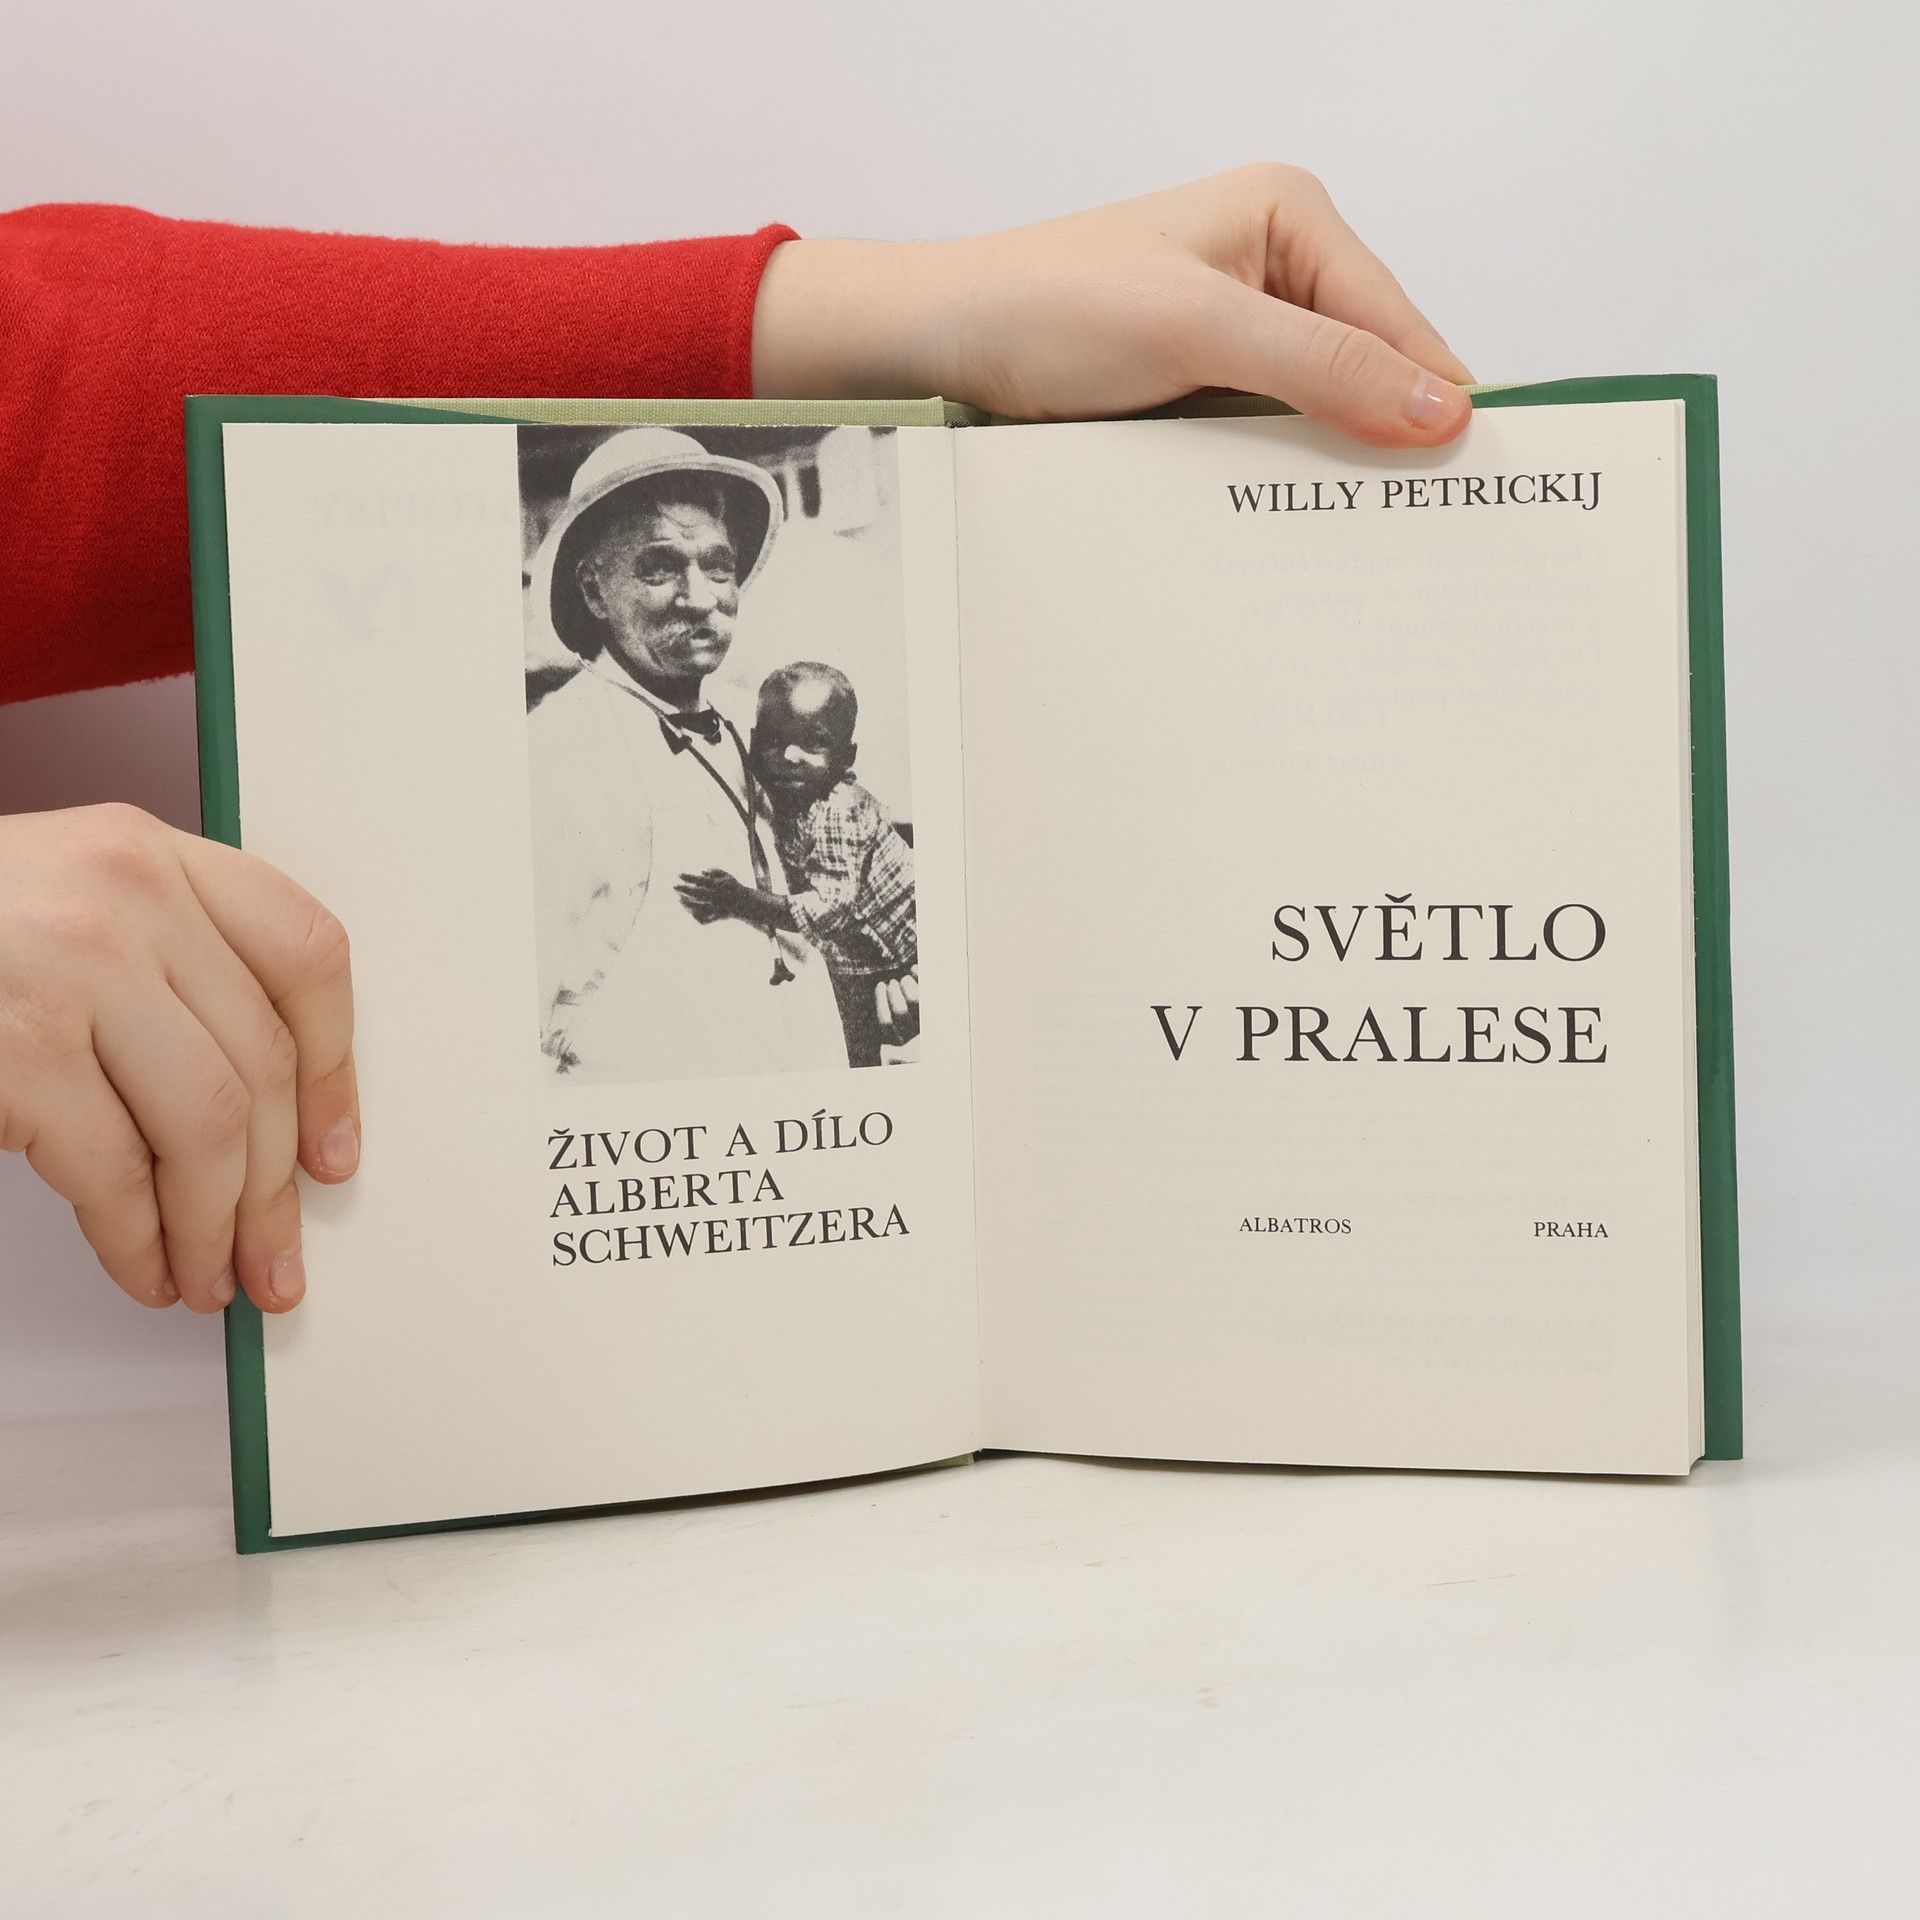 ŽIVOT A DÍLO
ALBERTA
SCHWEITZERA
WILLY PETRICKIJ
SVĚTLO
V PRALESE
ALBATROS PRAHA